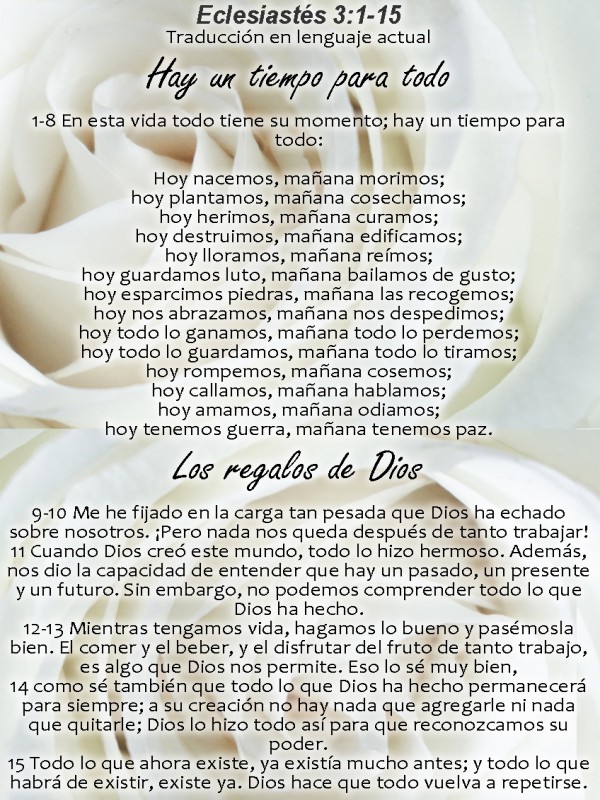 Eclesiastés 3:1-15
Traducción en lenguaje actual
Hay un tiempo para todo
1-8 En esta vida todo tiene su momento; hay un tiempo para
todo:
Hoy nacemos, mañana morimos;
hoy plantamos, mañana cosechamos;
hoy herimos, mañana curamos;
hoy destruimos, mañana edificamos;
hoy lloramos, mañana reímos;
hoy guardamos luto, mañana bailamos de gusto;
hoy esparcimos piedras, mañana las recogemos;
hoy nos abrazamos, mañana nos despedimos;
hoy todo lo ganamos, mañana todo lo perdemos;
hoy todo lo guardamos, mañana todo lo tiramos;
hoy rompemos, mañana cosemos;
hoy callamos, mañana hablamos;
hoy amamos, mañana odiamos;
hoy tenemos guerra, mañana tenemos paz.
Los regalos de Dios
9-10 Me he fijado en la carga tan pesada que Dios ha echado
sobre nosotros. ¡Pero nada nos queda después de tanto trabajar!
11 Cuando Dios creó este mundo, todo lo hizo hermoso. Además,
nos dio la capacidad de entender que hay un pasado, un presente
y un futuro. Sin embargo, no podemos comprender todo lo que
Dios ha hecho.
12-13 Mientras tengamos vida, hagamos lo bueno y pasémosla
bien. El comer y el beber, y el disfrutar del fruto de tanto trabajo,
es algo que Dios nos permite. Eso lo sé muy bien,
14 como sé también que todo lo que Dios ha hecho permanecerá
para siempre; a su creación no hay nada que agregarle ni nada
que quitarle; Dios lo hizo todo así para que reconozcamos su
poder.
15 Todo lo que ahora existe, ya existía mucho antes; y todo lo que
habrá de existir, existe ya. Dios hace que todo vuelva a repetirse.